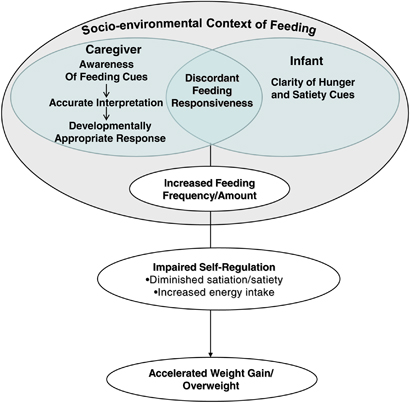 Socio-environmental Context of Feeding
Caregiver
Awareness
Of Feeding Cues
Accurate Interpretation
Developmentally
Appropriate Response
Discordant
Feeding
Responsiveness
Infant
Clarity of Hunger
and Satiety Cues
Increased Feeding
Frequency/Amount
Impaired Self-Regulation
•Diminished satiation/satiety
•Increased energy intake
Accelerated Weight Gain/
Overweight